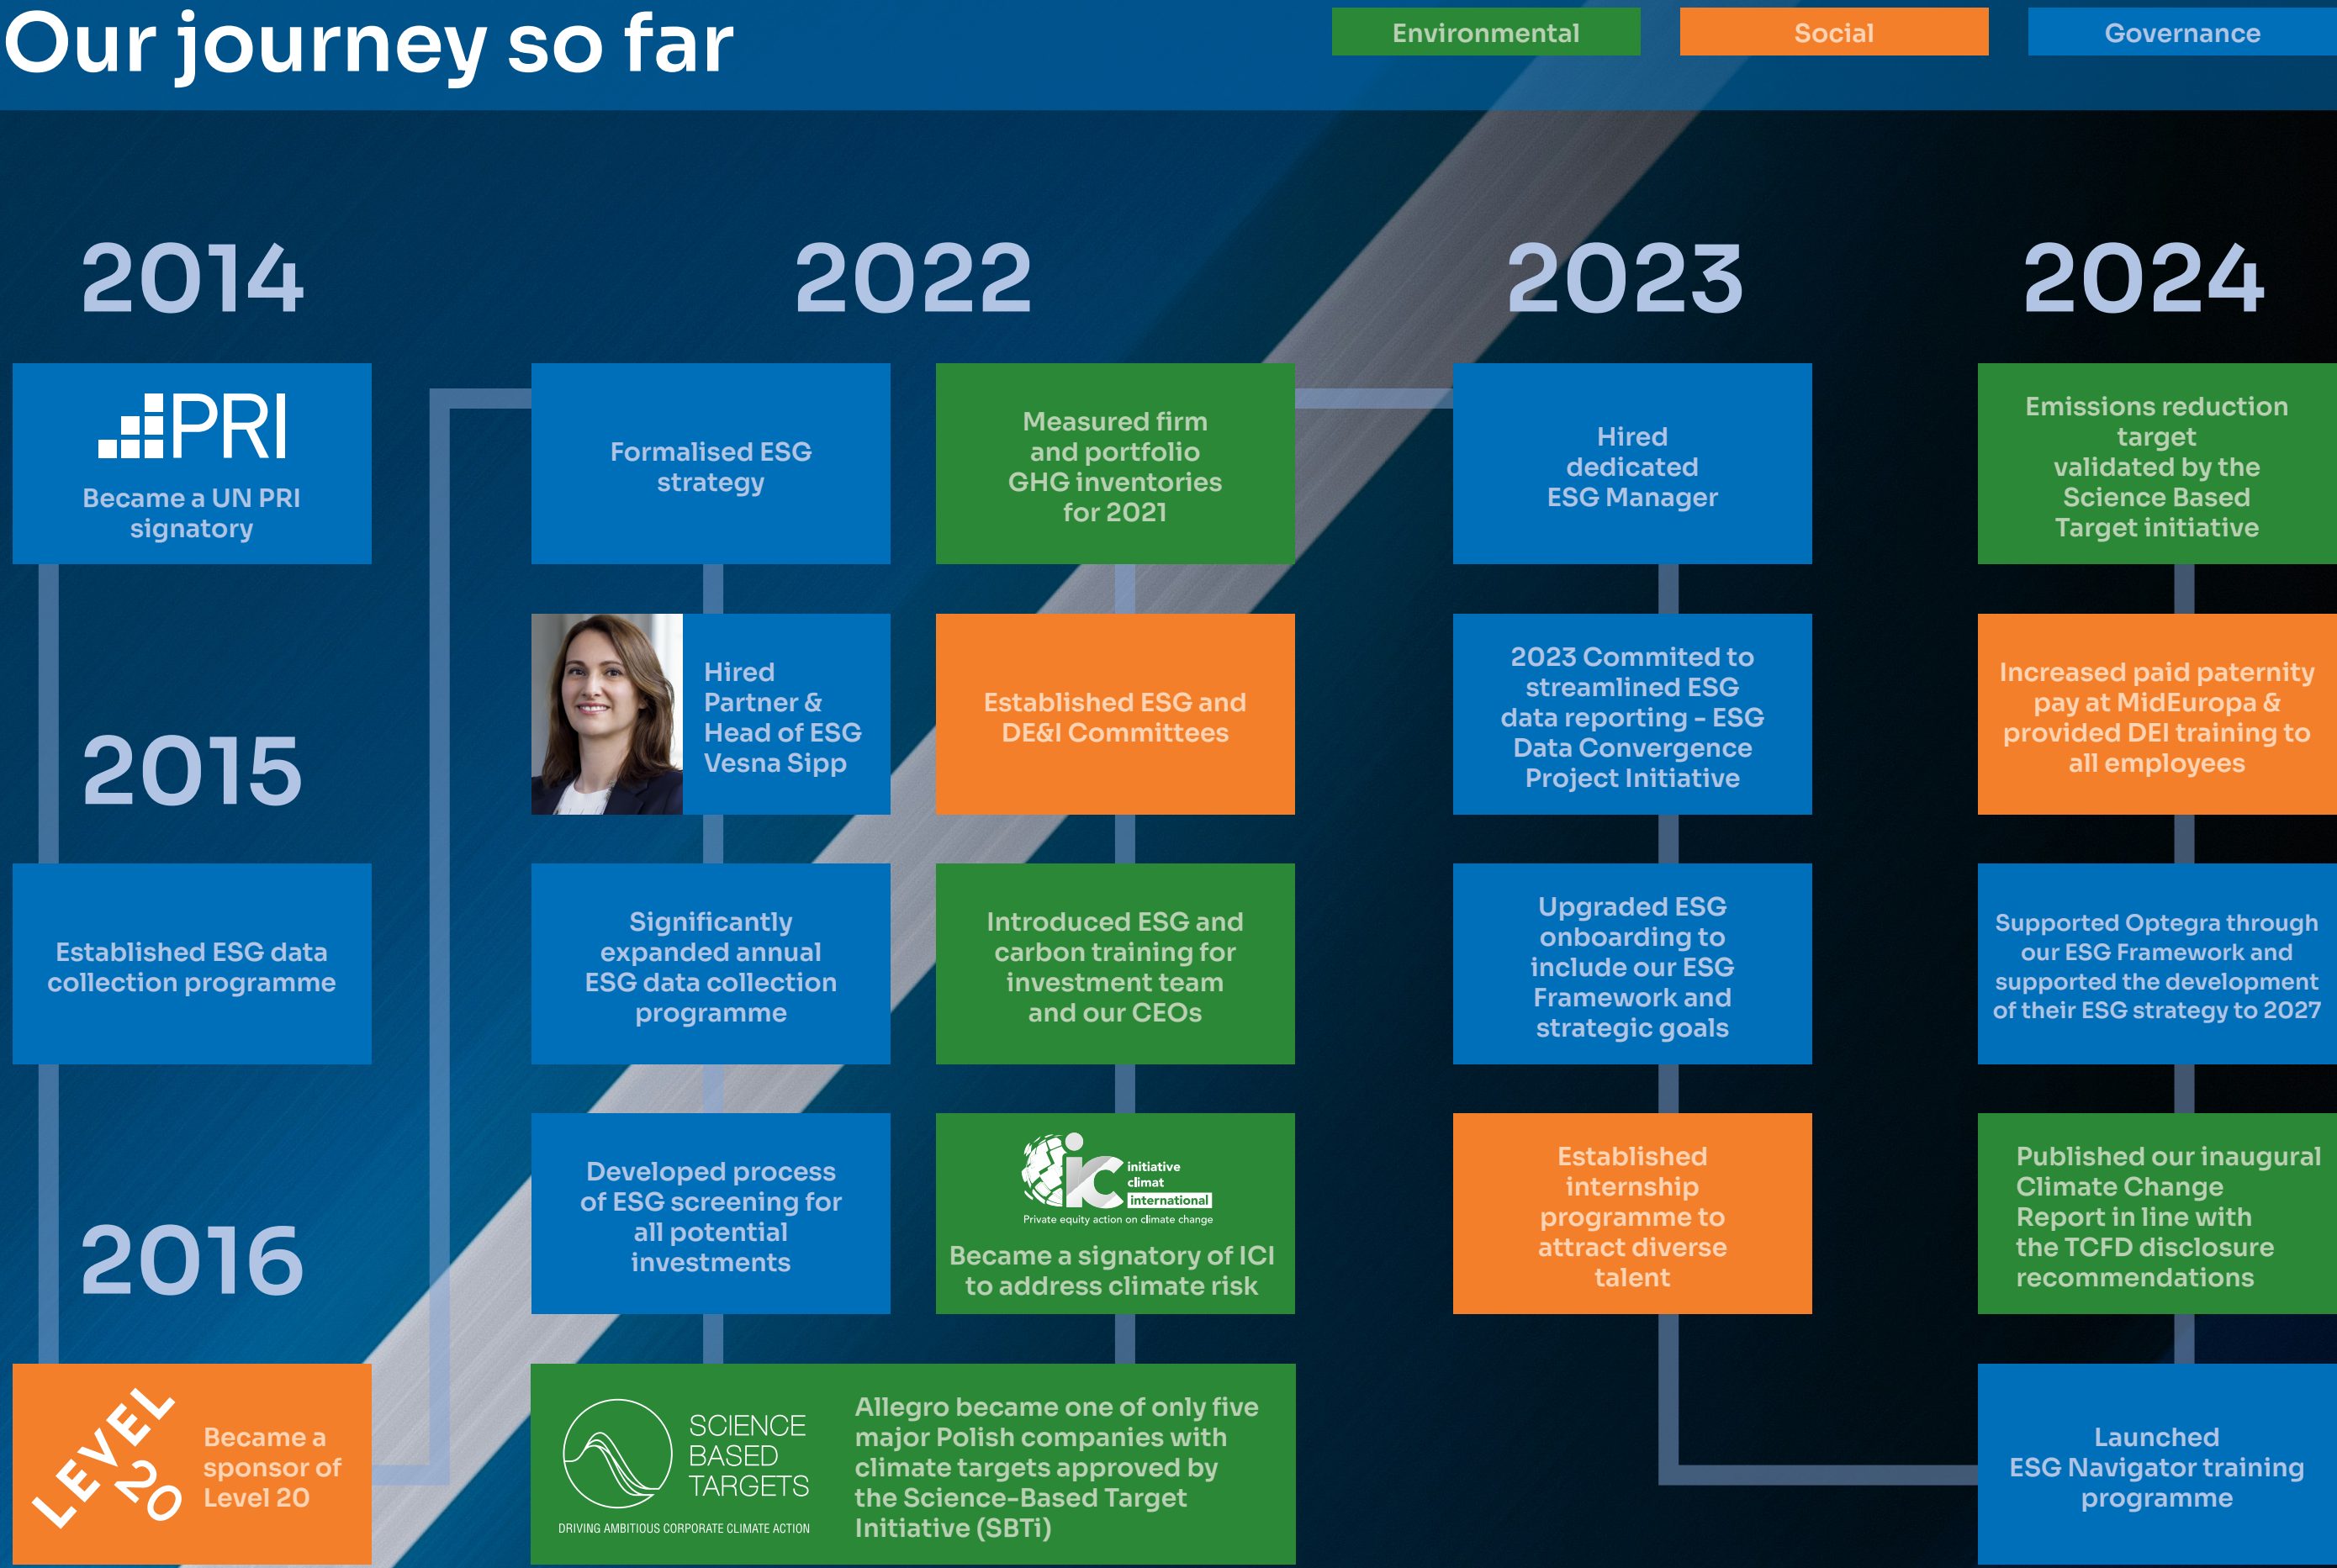 Our journey so far
Environmental
Social
Governance
2014
PRI
Became a UN PRI
signatory
2015
Established ESG data
collection programme
2016
LEVEL
20
Became a
sponsor of
Level 20
2022
Formalised ESG
strategy
Hired
Partner &
Head of ESG
Vesna Sipp
Significantly
expanded annual
ESG data collection
programme
Developed process
of ESG screening for
all potential
investments
Measured firm
and portfolio
GHG inventories
for 2021
Established ESG and
DE&I Committees
Introduced ESG and
carbon training for
investment team
and our CEOs
iC
initiative
climat
international
Private equity action on climate change
Became a signatory of ICI
to address climate risk
SCIENCE
BASED
TARGETS
DRIVING AMBITIOUS CORPORATE CLIMATE ACTION
Allegro became one of only five
major Polish companies with
climate targets approved by
the Science-Based Target
Initiative (SBTi)
2023
Hired
dedicated
ESG Manager
2023 Commited to
streamlined ESG
data reporting - ESG
Data Convergence
Project Initiative
Upgraded ESG
onboarding to
include our ESG
Framework and
strategic goals
Established
internship
programme to
attract diverse
talent
2024
Emissions reduction
target
validated by the
Science Based
Target initiative
Increased paid paternity
pay at MidEuropa &
provided DEI training to
all employees
Supported Optegra through
our ESG Framework and
supported the development
of their ESG strategy to 2027
Published our inaugural
Climate Change
Report in line with
the TCFD disclosure
recommendations
Launched
ESG Navigator training
programme